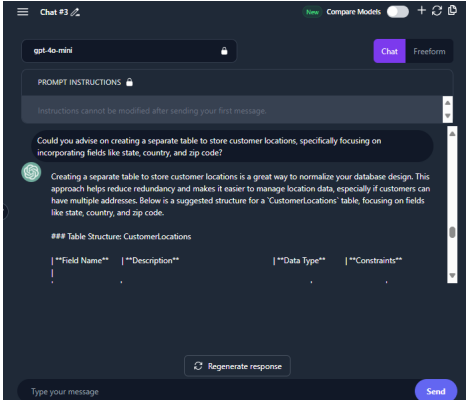 Chat #3
New Compare Models
gpt-4o-mini
Chat Freeform
PROMPT INSTRUCTIONS
Instructions cannot be modified after sending your first message.
Could you advise on creating a separate table to store customer locations, specifically focusing on
incorporating fields like state, country, and zip code?
Creating a separate table to store customer locations is a great way to normalize your database design. This
approach helps reduce redundancy and makes it easier to manage location data, especially if customers can
have multiple addresses. Below is a suggested structure for a `CustomerLocations` table, focusing on fields
like state, country, and zip code.
### Table Structure: CustomerLocations
| **Field Name** | **Description** | **Data Type** | **Constraints**
|
Regenerate response
Type your message
Send